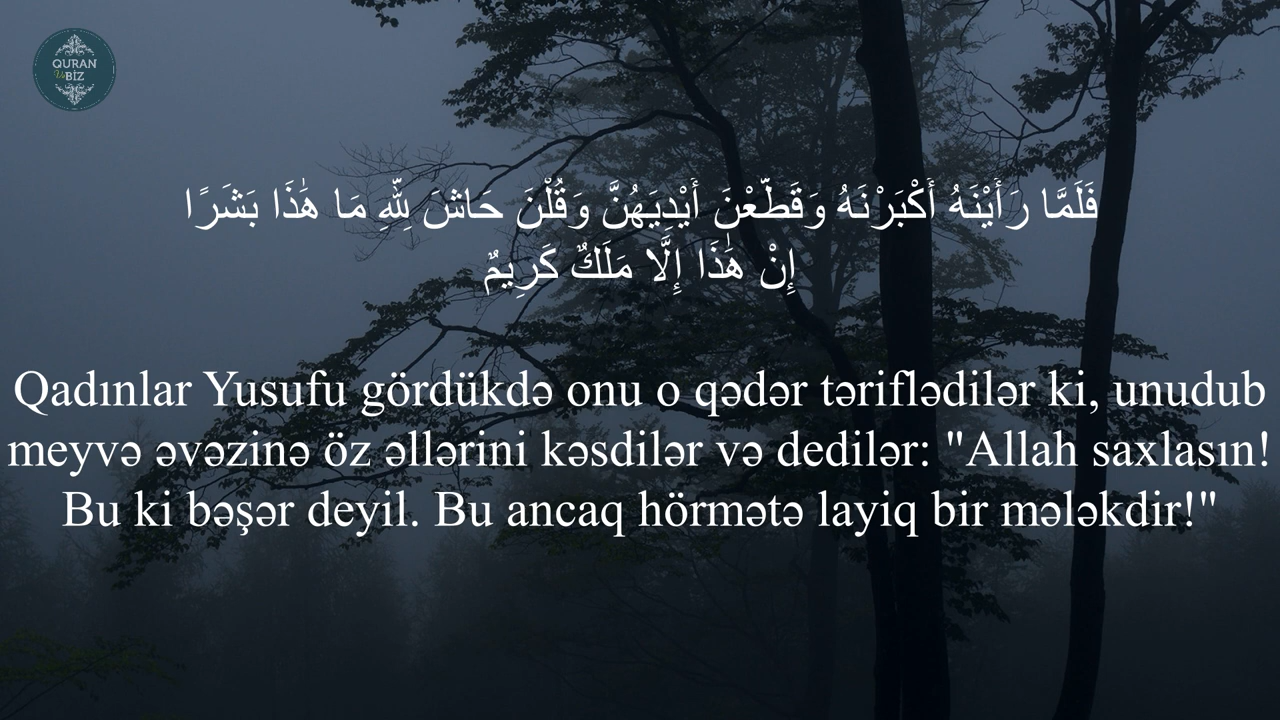 QURAN
Və BİZ
فَلَمَّا رَأَيْنَهُ أَكْبَرْنَهُ وَقَطَّعْنَ أَيْدِيَهُنَّ وَقُلْنَ حَاشَ لِلَّهِ مَا هَٰذَا بَشَرًا
إِنْ هَٰذَا إِلَّا مَلَكٌ كَرِيمٌ
Qadınlar Yusufu gördükdə onu o qədər təriflədilər ki, unudub
meyvə əvəzinə öz əllərini kəsdilər və dedilər: "Allah saxlasın!
Bu ki bəşər deyil. Bu ancaq hörmətə layiq bir mələkdir!"